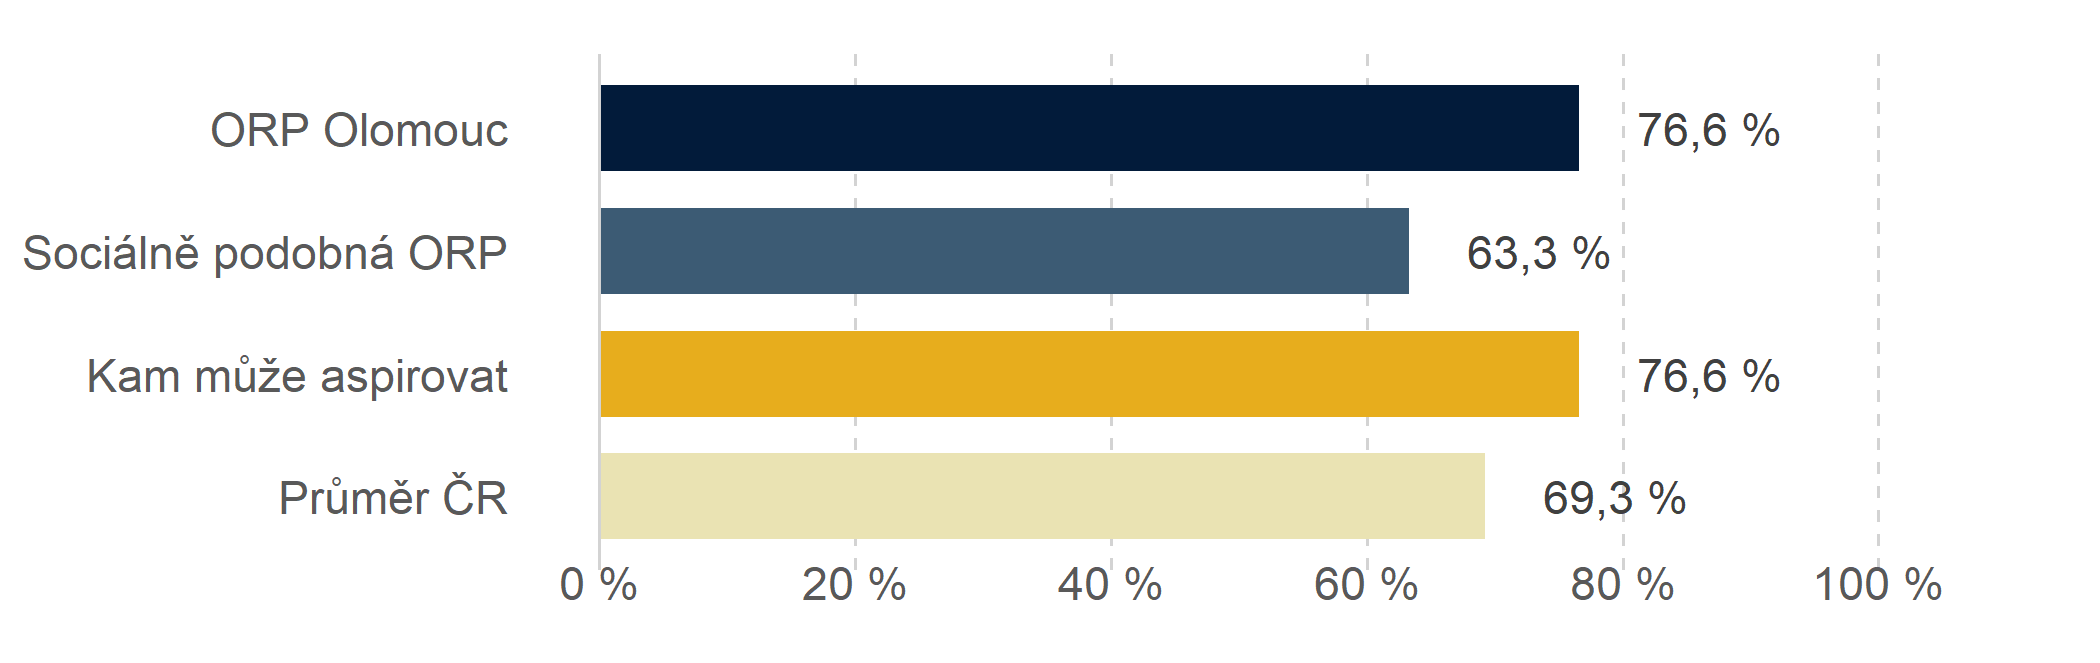 ORP Olomouc 76,6 %
Sociálně podobná ORP 63,3 %
Kam může aspirovat 76,6 %
Průměr ČR 69,3 %
0 % 20 % 40 % 60 % 80 % 100 %